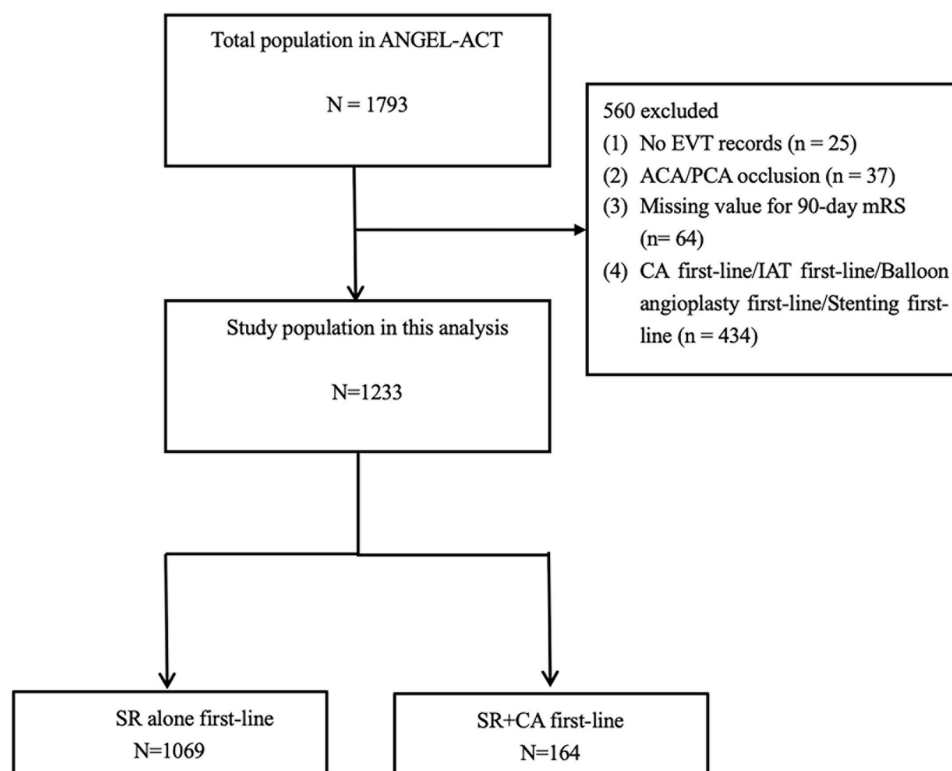 Total population in ANGEL-ACT
N = 1793
560 excluded
(1) No EVT records (n = 25)
(2) ACA/PCA occlusion (n = 37)
(3) Missing value for 90-day mRS
(n= 64)
(4) CA first-line/IAT first-line/Balloon
angioplasty first-line/Stenting first-
line (n = 434)
Study population in this analysis
N=1233
SR alone first-line
N=1069
SR+CA first-line
N=164